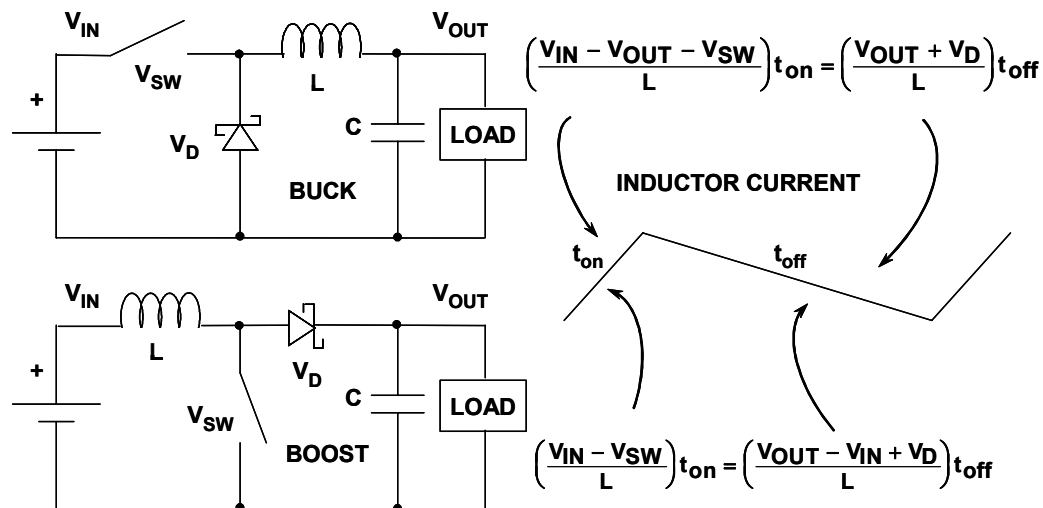 V_IN
V_SW
+
V_D
L
C
V_OUT
LOAD
BUCK
(V_IN − V_OUT − V_SW / L) t_on = (V_OUT + V_D / L) t_off
INDUCTOR CURRENT
t_on
t_off
V_IN
L
+
V_SW
V_D
C
V_OUT
LOAD
BOOST
(V_IN − V_SW / L) t_on = (V_OUT − V_IN + V_D / L) t_off